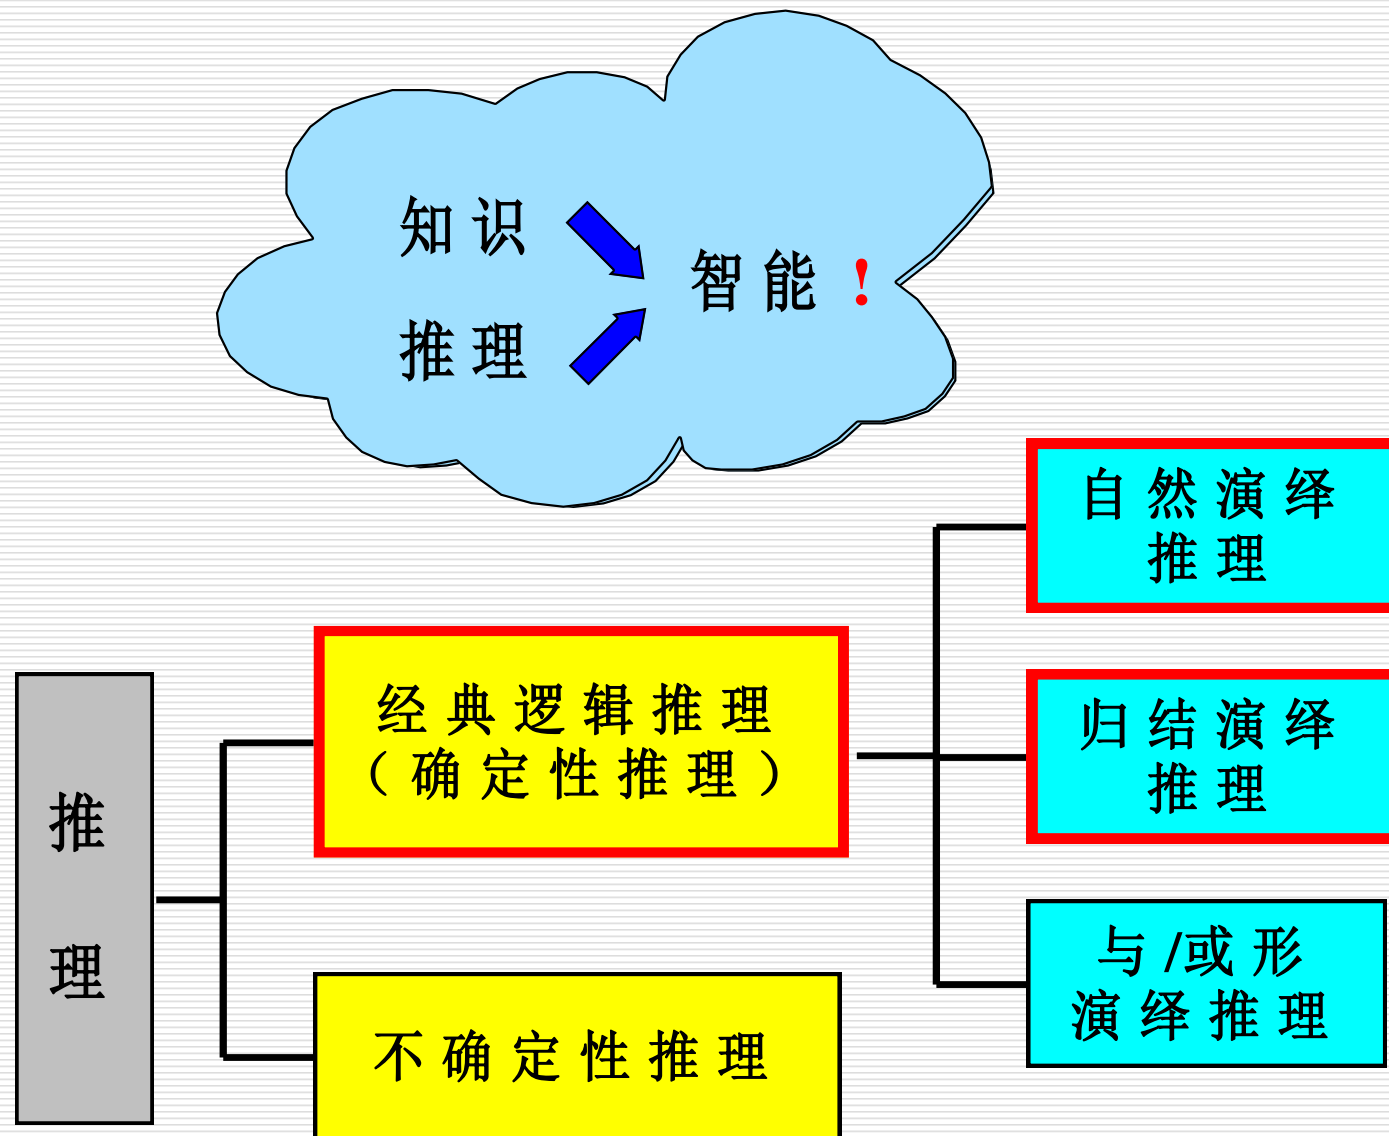 知识
推理
智能!
推理
经典逻辑推理
(确定性推理)
不确定性推理
自然演绎
推理
归结演绎
推理
与/或形
演绎推理